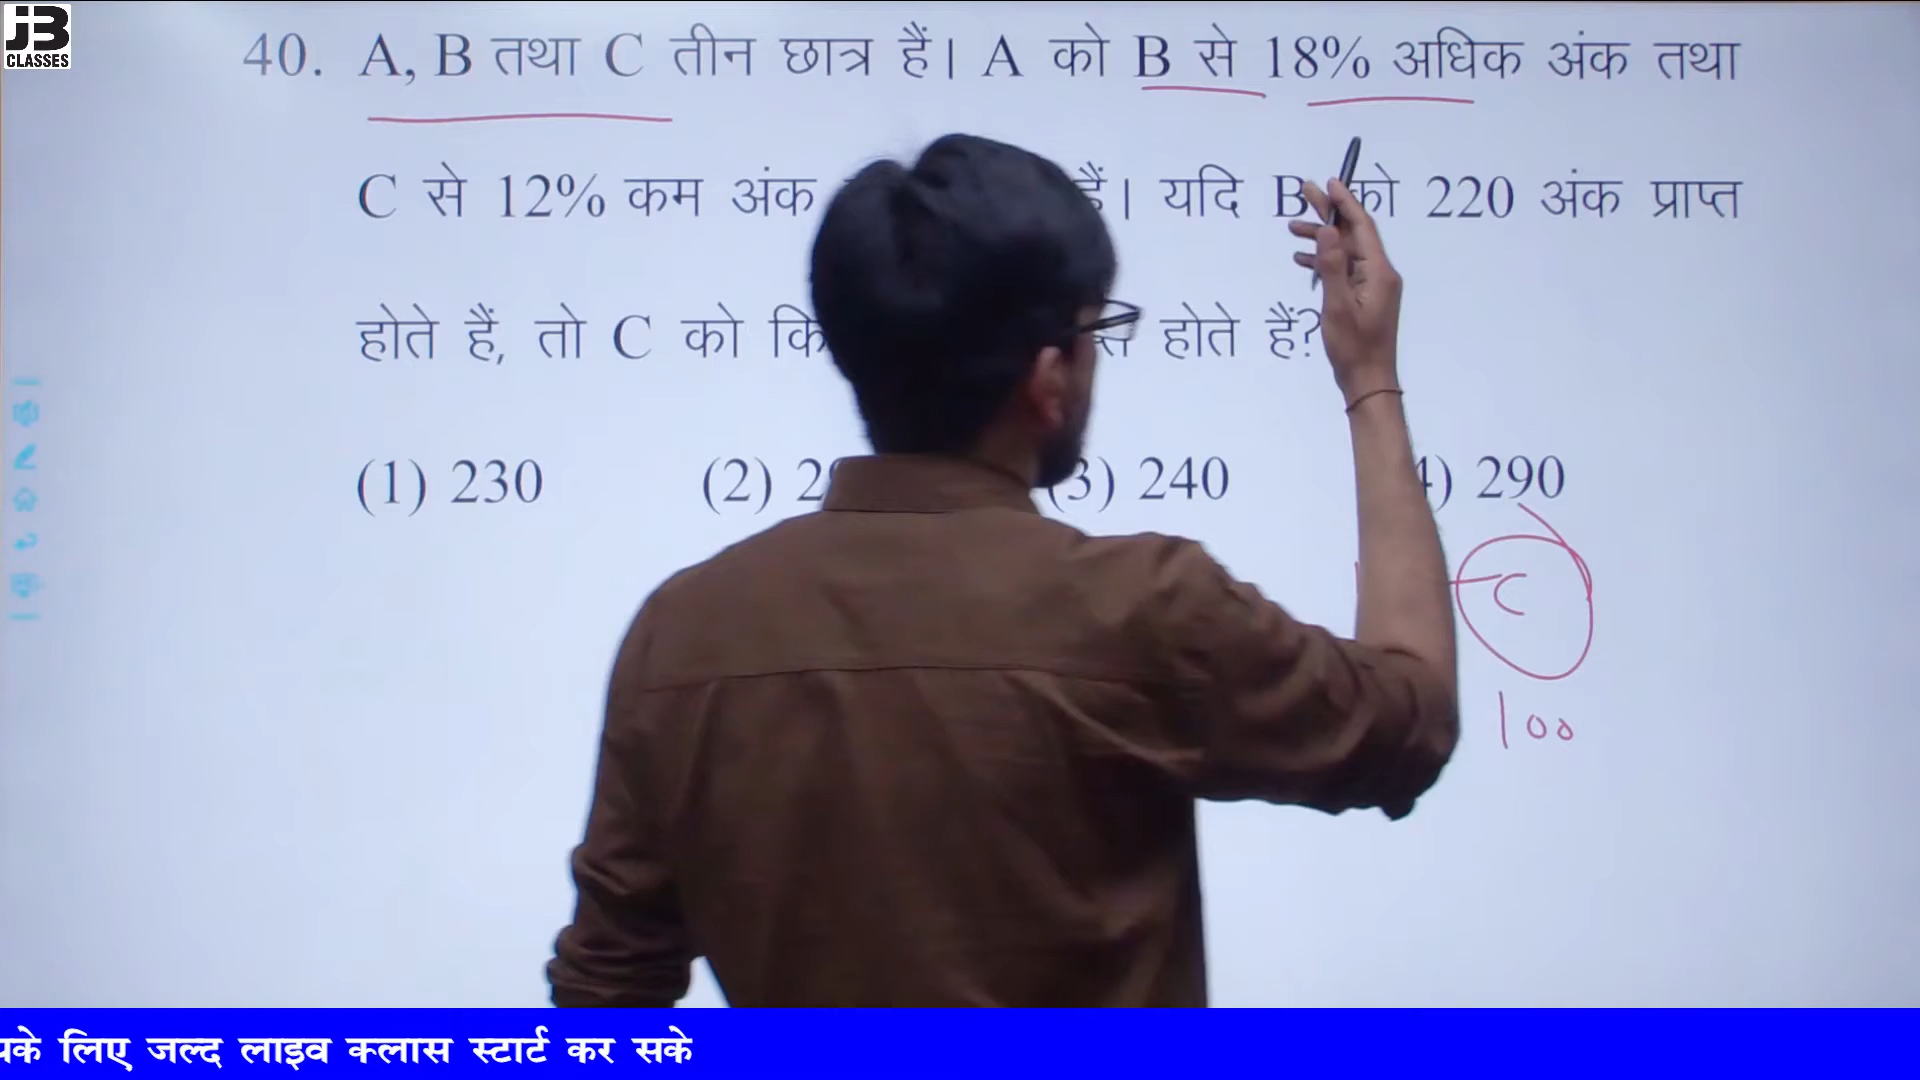 JB
CLASSES
40. A, B तथा C तीन छात्र हैं। A को B से 18% अधिक अंक तथा
C से 12% कम अंक हैं। यदि B को 220 अंक प्राप्त
होते हैं, तो C को होते हैं?
(1) 230 (2) (3) 240 290
C
100
लिए जल्द लाइव क्लास स्टार्ट कर सके